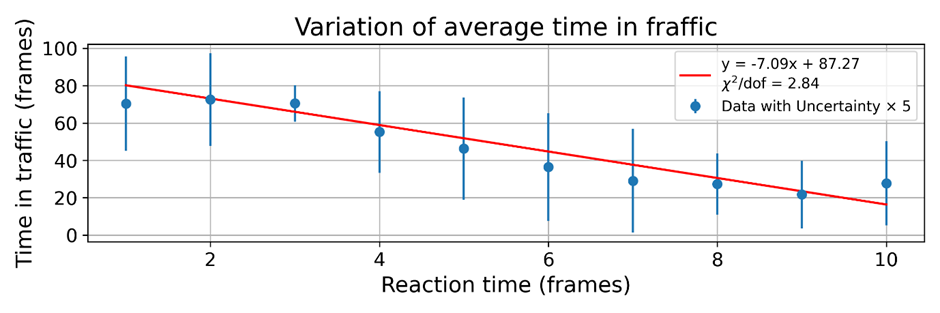 Variation of average time in fraffic
Time in traffic (frames)
100
80
60
40
20
0
y = -7.09x + 87.27
χ²/dof = 2.84
Data with Uncertainty × 5
2 4 6 8 10
Reaction time (frames)